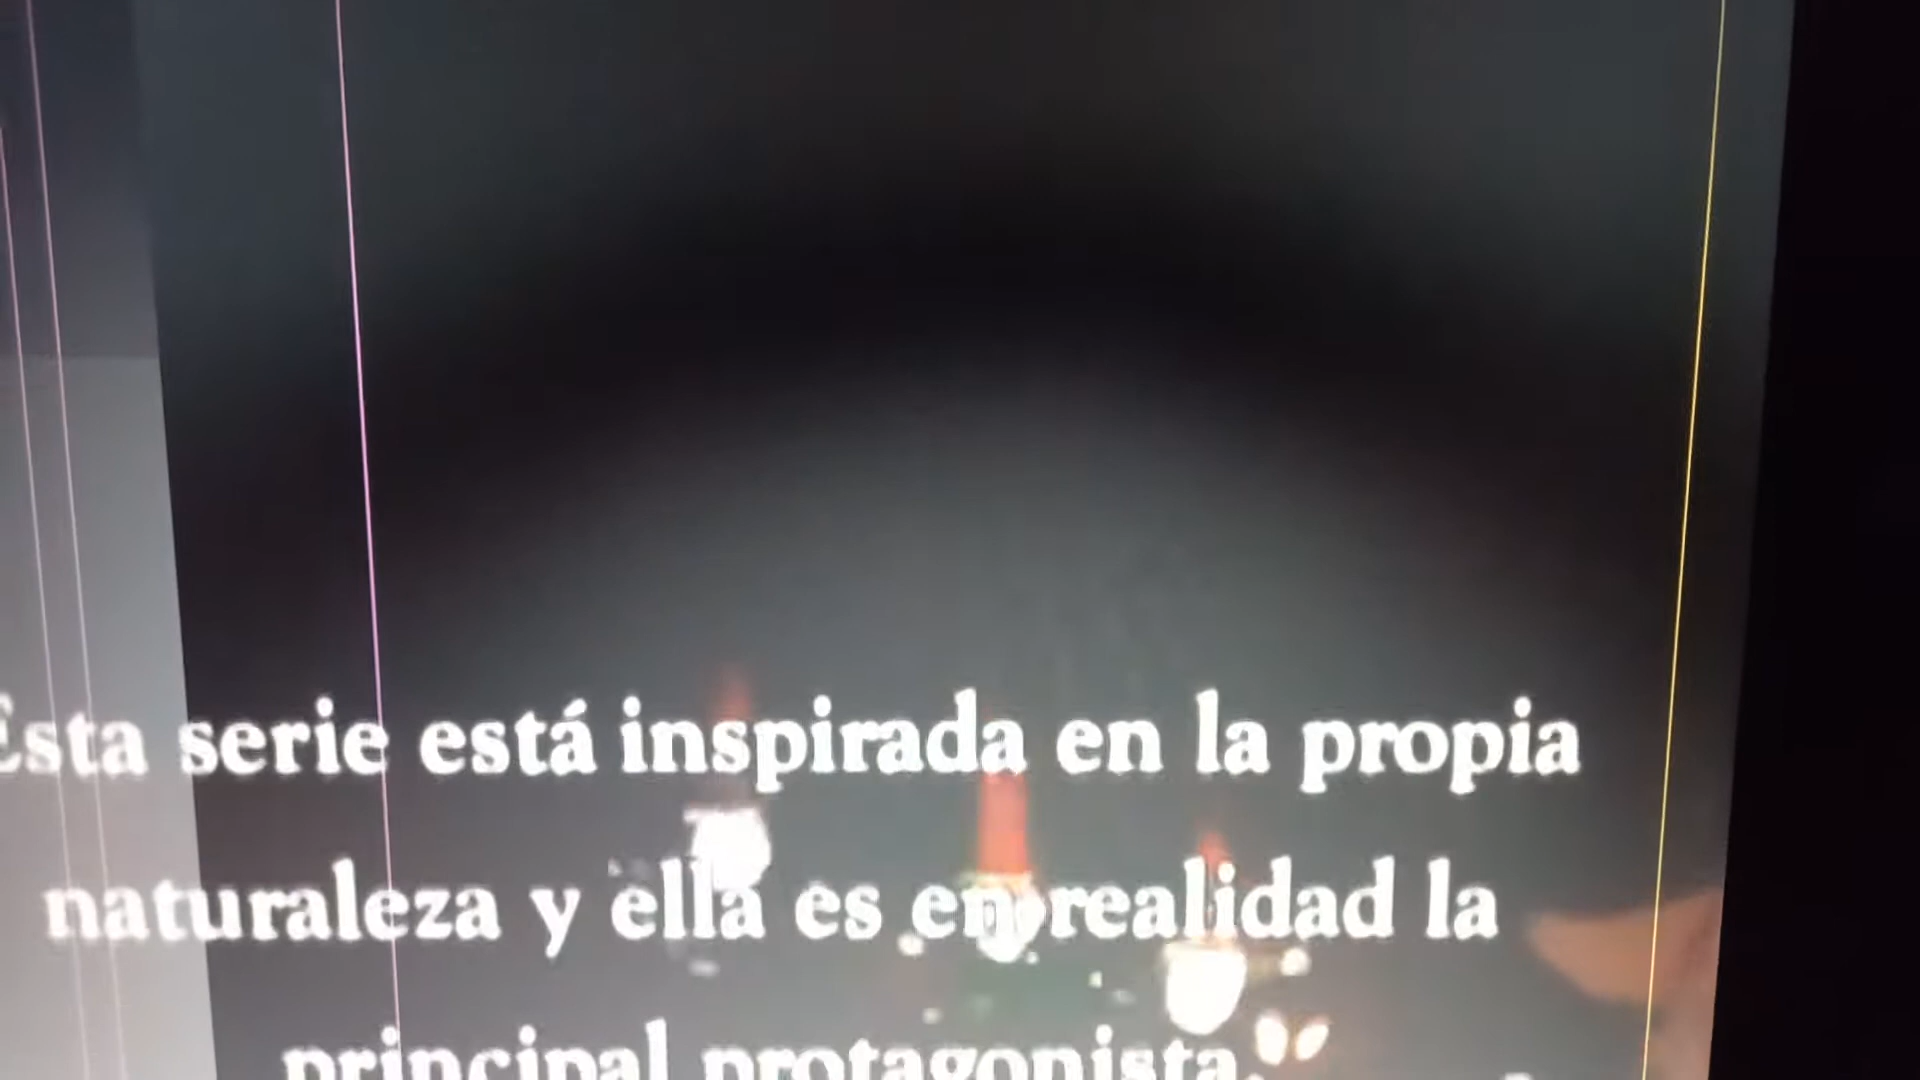 Esta serie está inspirada en la propia
naturaleza y ella es en realidad la
principal protagonista.